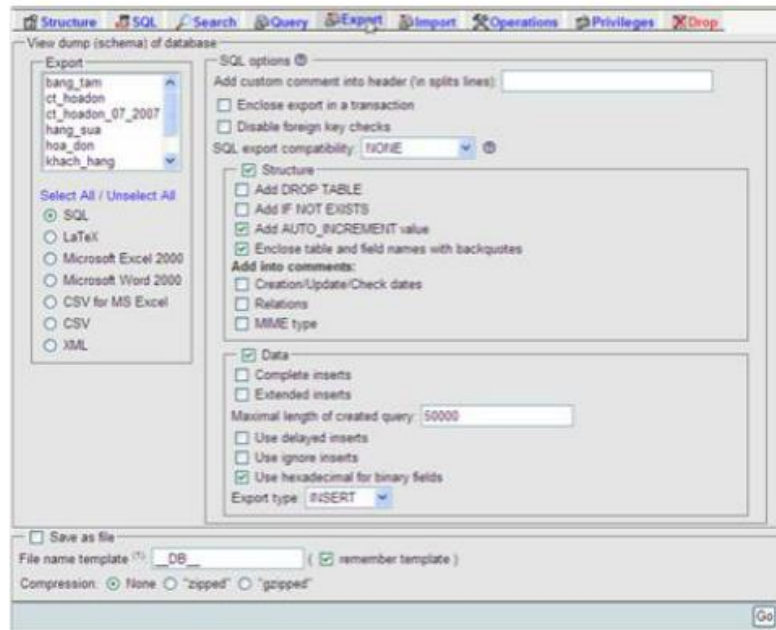 Structure SQL Search Query Export Import Operations Privileges Drop
View dump (schema) of database
Export
bang_tam
ct_hoadon
ct_hoadon_07_2007
hang_sua
hoa_don
khach_hang
Select All / Unselect All
SQL
LaTeX
Microsoft Excel 2000
Microsoft Word 2000
CSV for MS Excel
CSV
XML
SQL options
Add custom comment into header (\n splits lines):
Enclose export in a transaction
Disable foreign key checks
SQL export compatibility: NONE
Structure
Add DROP TABLE
Add IF NOT EXISTS
Add AUTO_INCREMENT value
Enclose table and field names with backquotes
Add into comments:
Creation/Update/Check dates
Relations
MIME type
Data
Complete inserts
Extended inserts
Maximal length of created query: 50000
Use delayed inserts
Use ignore inserts
Use hexadecimal for binary fields
Export type: INSERT
Save as file
File name template (1): __DB__ ( remember template )
Compression: None "zipped" "gzipped"
Go